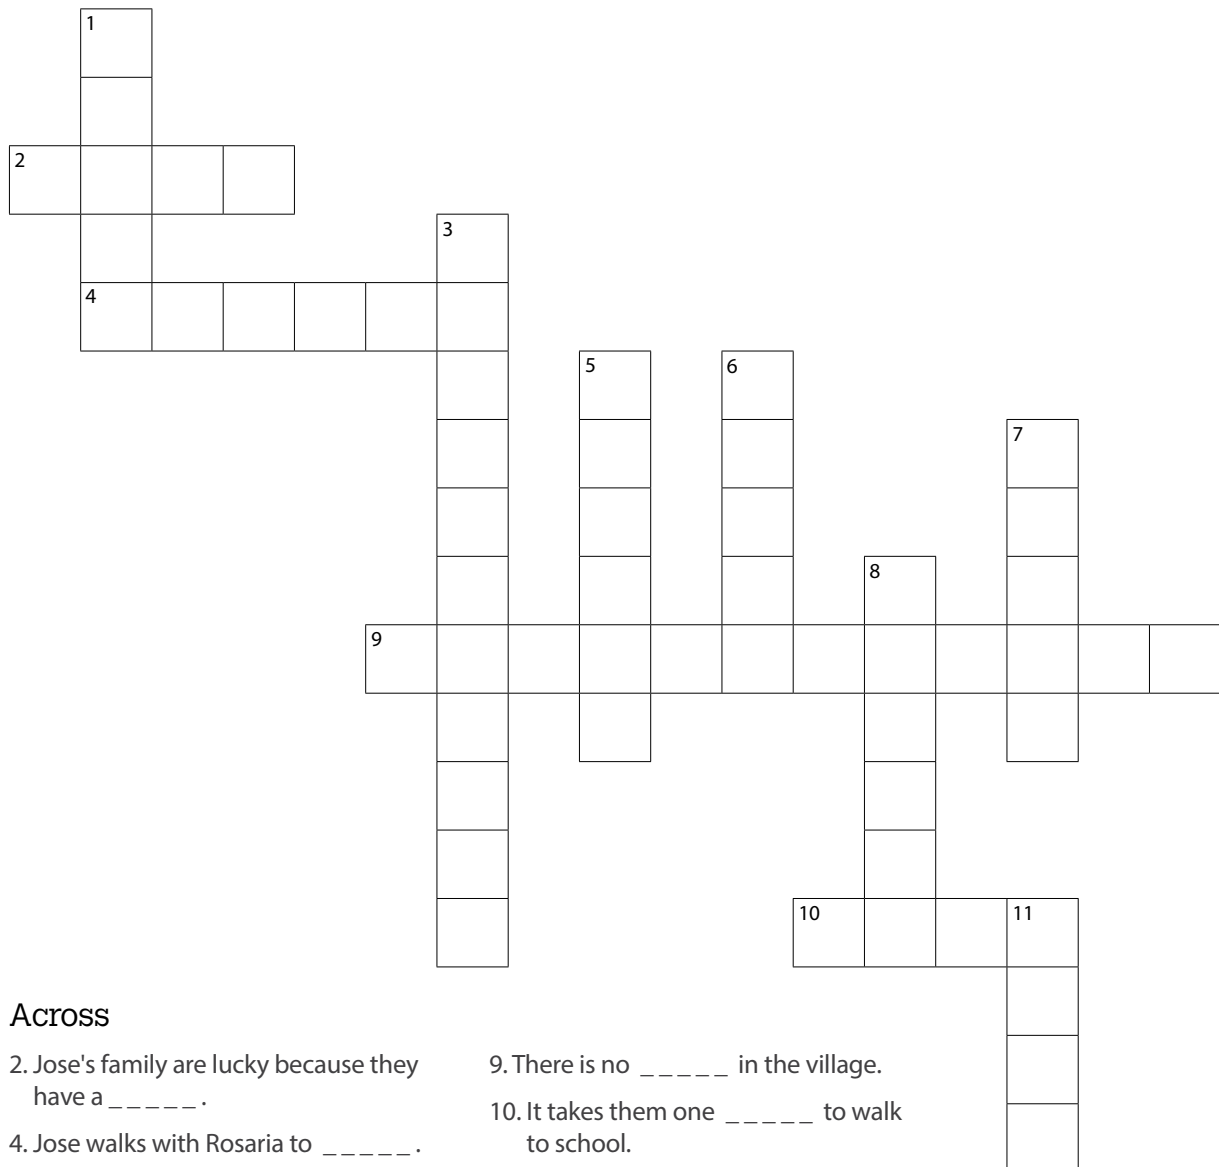 1
2
3
4
5
6
7
8
9
10
11
Across
2. Jose's family are lucky because they
have a _ _ _ _ _ .
4. Jose walks with Rosaria to _ _ _ _ _ .
9. There is no _ _ _ _ _ in the village.
10. It takes them one _ _ _ _ _ to walk
to school.